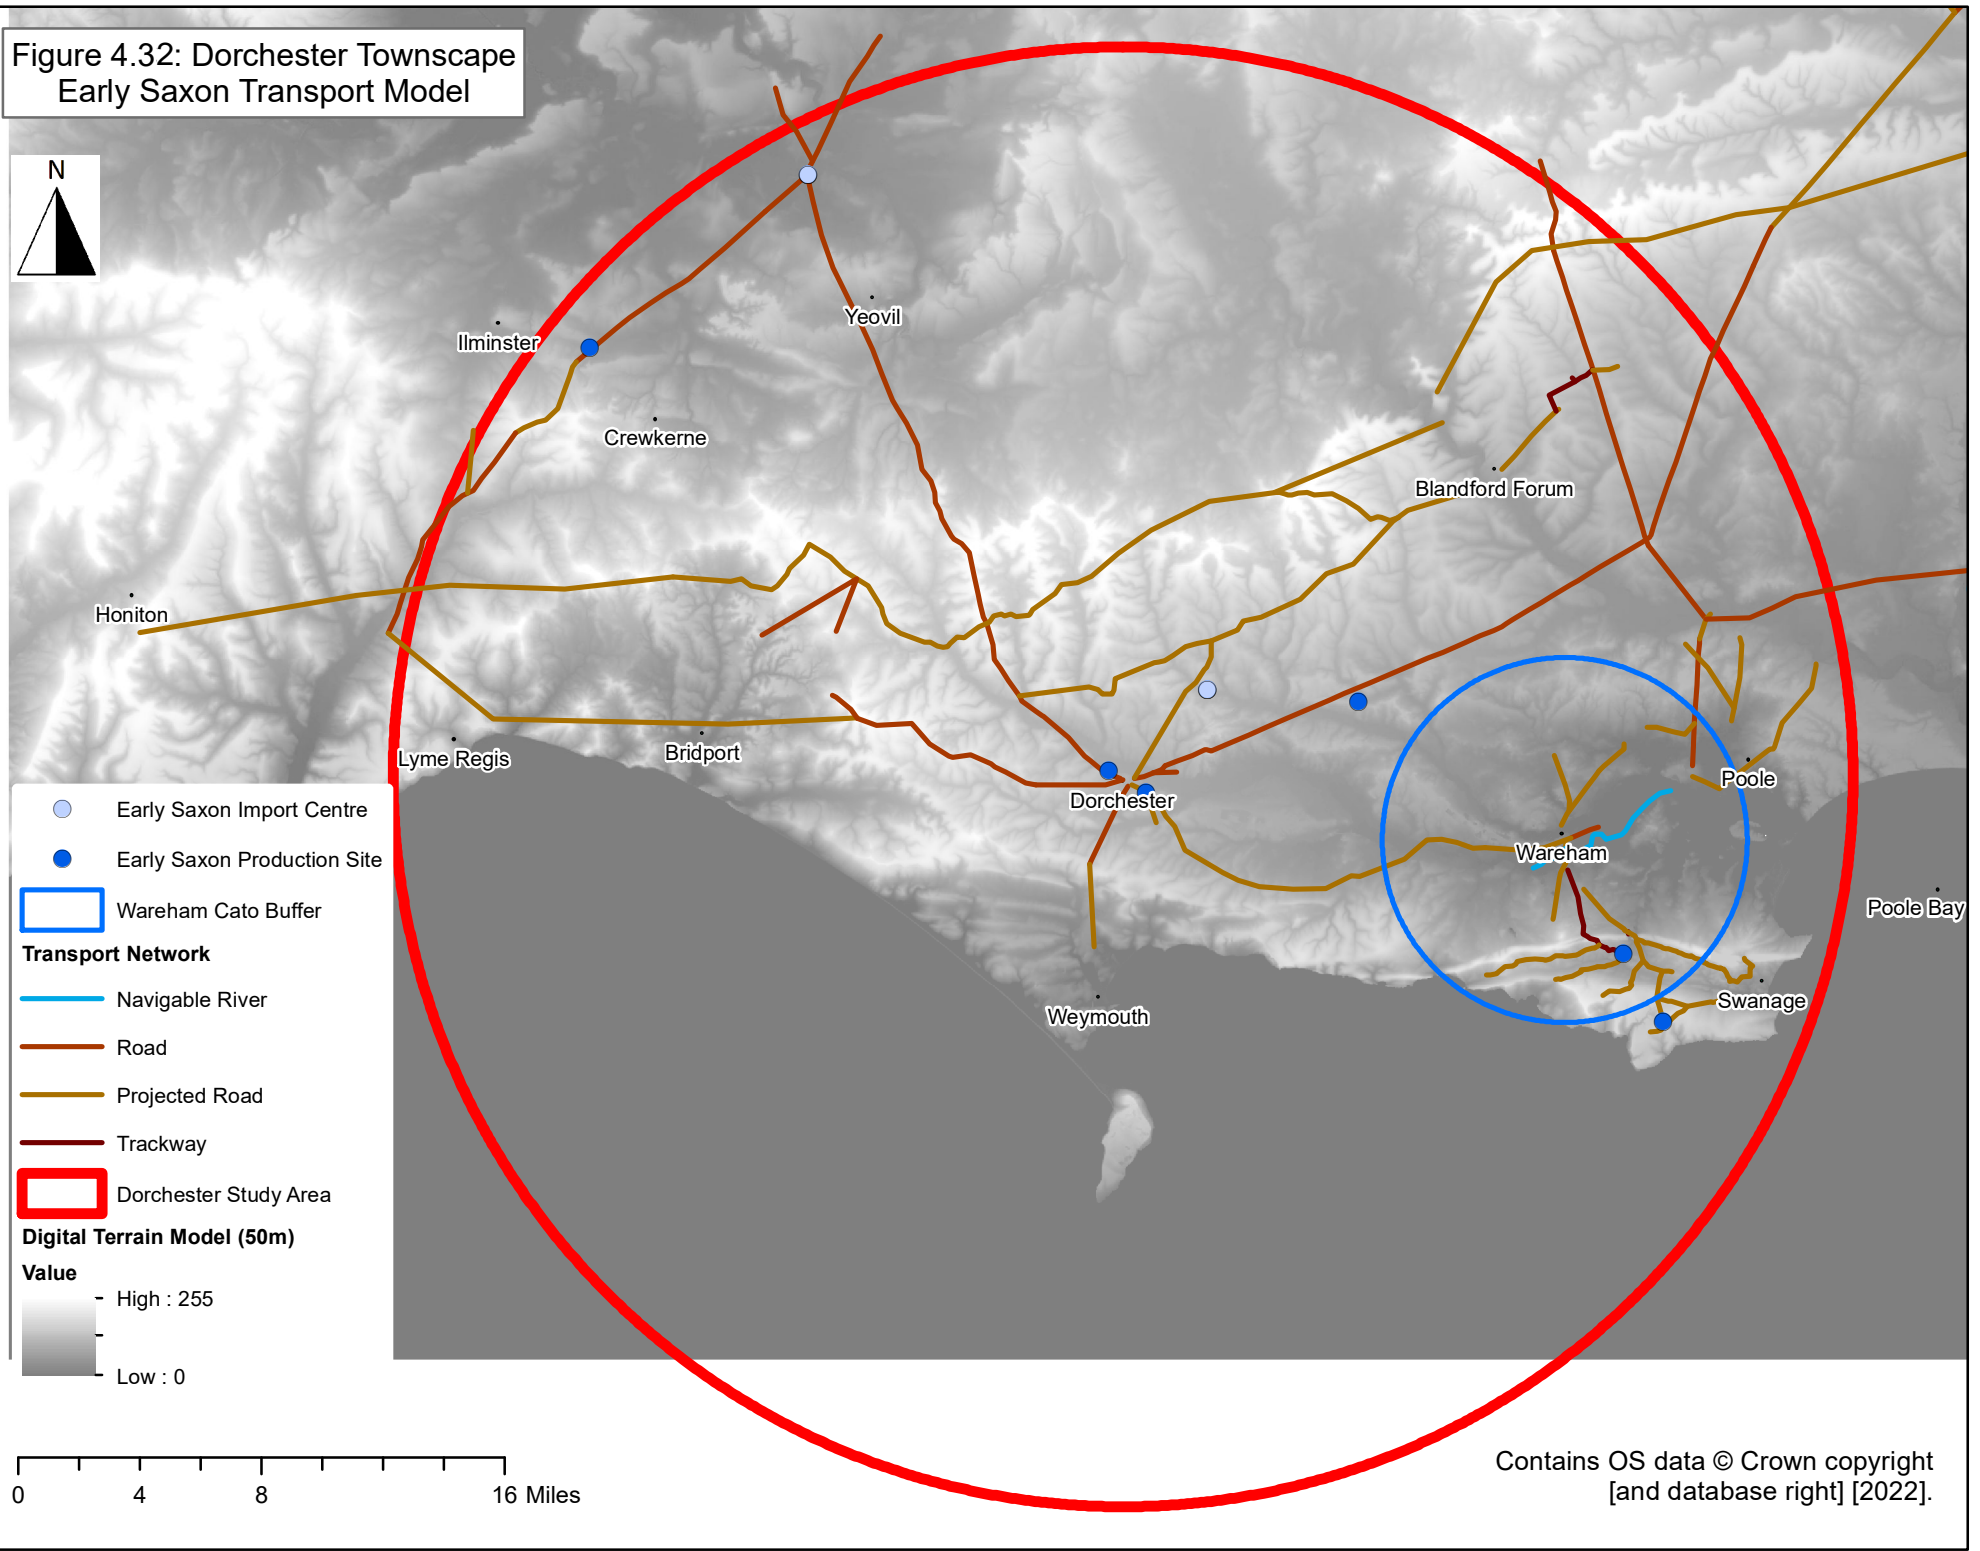 Figure 4.32: Dorchester Townscape
Early Saxon Transport Model
N
Yeovil
Ilminster
Crewkerne
Blandford Forum
Honiton
Lyme Regis
Bridport
Dorchester
Poole
Wareham
Poole Bay
Swanage
Weymouth
Early Saxon Import Centre
Early Saxon Production Site
Wareham Cato Buffer
Transport Network
Navigable River
Road
Projected Road
Trackway
Dorchester Study Area
Digital Terrain Model (50m)
Value
High : 255
Low : 0
0 4 8 16 Miles
Contains OS data © Crown copyright
[and database right] [2022].